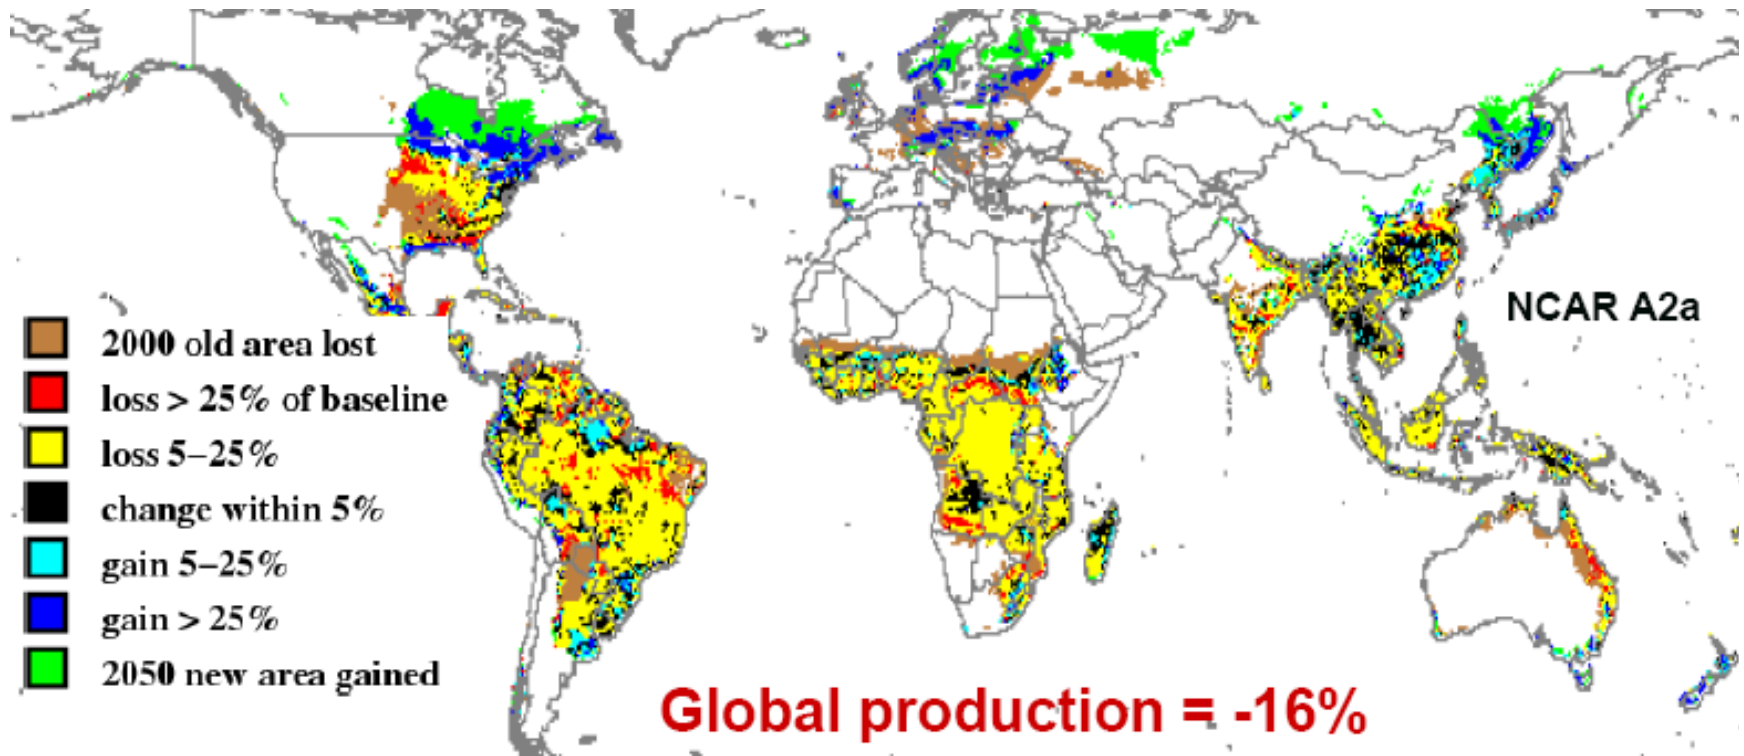 NCAR A2a
2000 old area lost
loss > 25% of baseline
loss 5–25%
change within 5%
gain 5–25%
gain > 25%
2050 new area gained
Global production = -16%